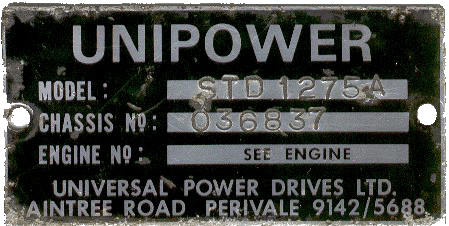 UNIPOWER
MODEL: STD 1275A
CHASSIS Nº: 036837
ENGINE Nº: SEE ENGINE
UNIVERSAL POWER DRIVES LTD.
AINTREE ROAD PERIVALE 9142/5688